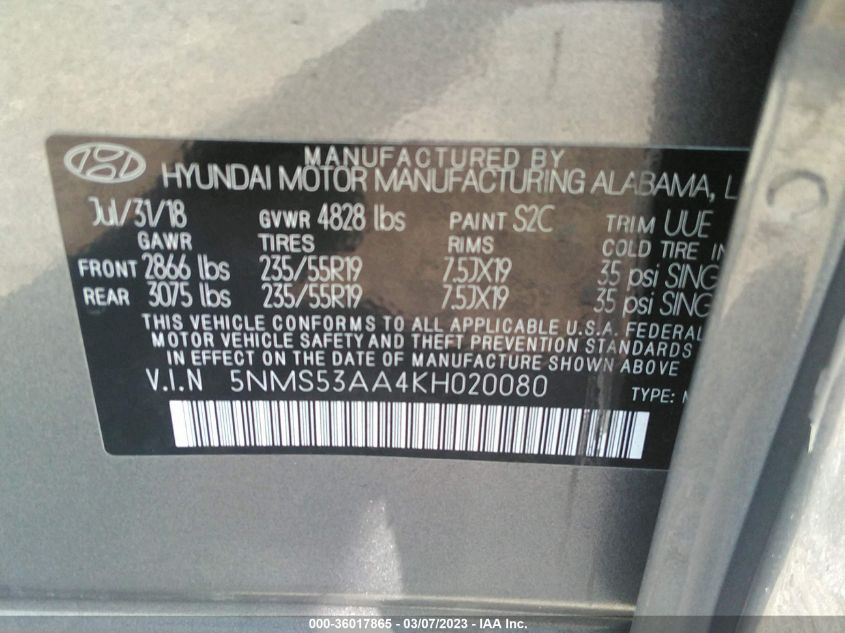 MANUFACTURED BY
HYUNDAI MOTOR MANUFACTURING ALABAMA, L
Jul/31/18 GVWR 4828 lbs PAINT S2C TRIM UUE
GAWR TIRES RIMS COLD TIRE IN
FRONT 2866 lbs 235/55R19 7.5JX19 35 psi SING
REAR 3075 lbs 235/55R19 7.5JX19 35 psi SING
THIS VEHICLE CONFORMS TO ALL APPLICABLE U.S.A. FEDERAL
MOTOR VEHICLE SAFETY AND THEFT PREVENTION STANDARDS
IN EFFECT ON THE DATE OF MANUFACTURE SHOWN ABOVE
V.I.N 5NMS53AA4KH020080 TYPE:
000-36017865 - 03/07/2023 - IAA Inc.